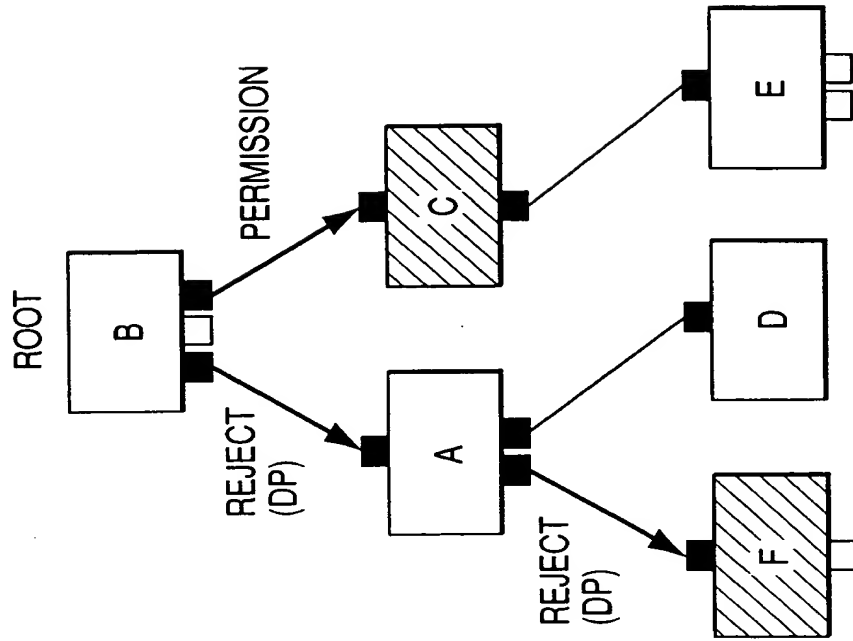 ROOT
B
REJECT
(DP)
PERMISSION
A
C
REJECT
(DP)
F
D
E